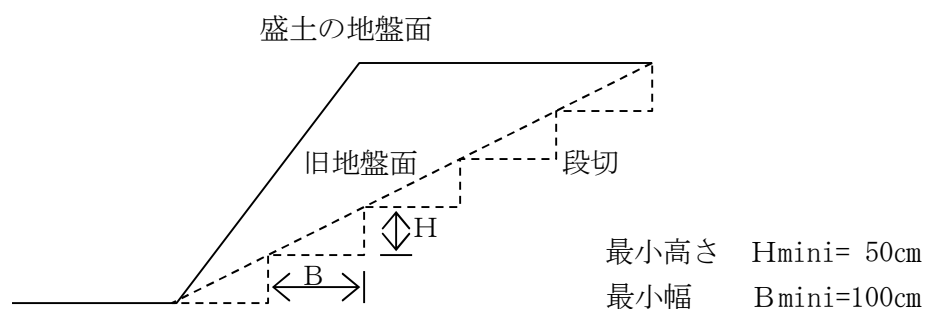 盛土の地盤面
旧地盤面
段切
H
B
最小高さ Hmini= 50cm
最小幅 Bmini=100cm